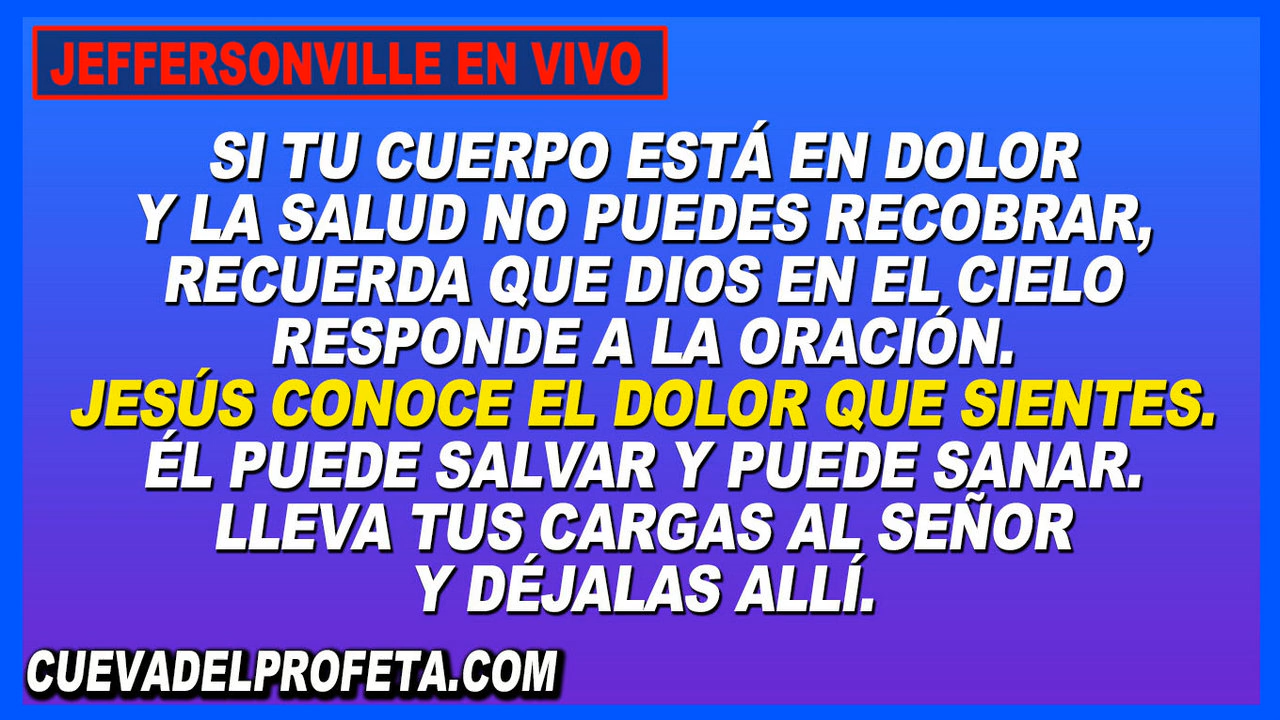 JEFFERSONVILLE EN VIVO
SI TU CUERPO ESTÁ EN DOLOR
Y LA SALUD NO PUEDES RECOBRAR,
RECUERDA QUE DIOS EN EL CIELO
RESPONDE A LA ORACIÓN.
JESÚS CONOCE EL DOLOR QUE SIENTES.
ÉL PUEDE SALVAR Y PUEDE SANAR.
LLEVA TUS CARGAS AL SEÑOR
Y DÉJALAS ALLÍ.
CUEVADELPROFETA.COM